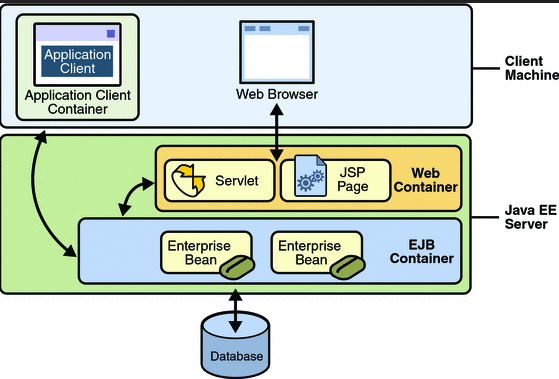 Application
Client
Application Client
Container
Web Browser
Client
Machine
Servlet
JSP
Page
Web
Container
Java EE
Server
Enterprise
Bean
Enterprise
Bean
EJB
Container
Database